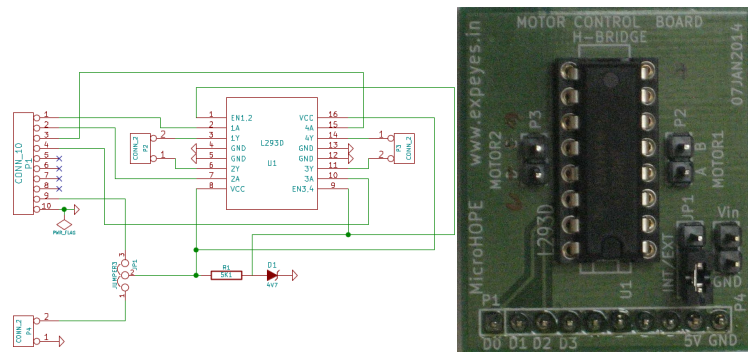 CONN_10
P1
1
2
3
4
5
6
7
8
9
10
PWR_FLAG
CONN_2
P2
2
1
EN1,2
1A
1Y
GND
GND
2Y
2A
VCC
1
2
3
4
5
6
7
8
L293D
U1
VCC
4A
4Y
GND
GND
3Y
3A
EN3,4
16
15
14
13
12
11
10
9
1
2
P3
CONN_2
JUMPER3
JP1
3
2
1
R1
5K1
D1
4V7
CONN_2
P4
2
1
MOTOR CONTROL BOARD
H-BRIDGE
07JAN2014
MicroHOPE www.expeyes.in
MOTOR2
P3
L293D
U1
P2
A B
MOTOR1
JP1
INT/EXT
Vin
GND
P4
P1
D0 D1 D2 D3
5V GND